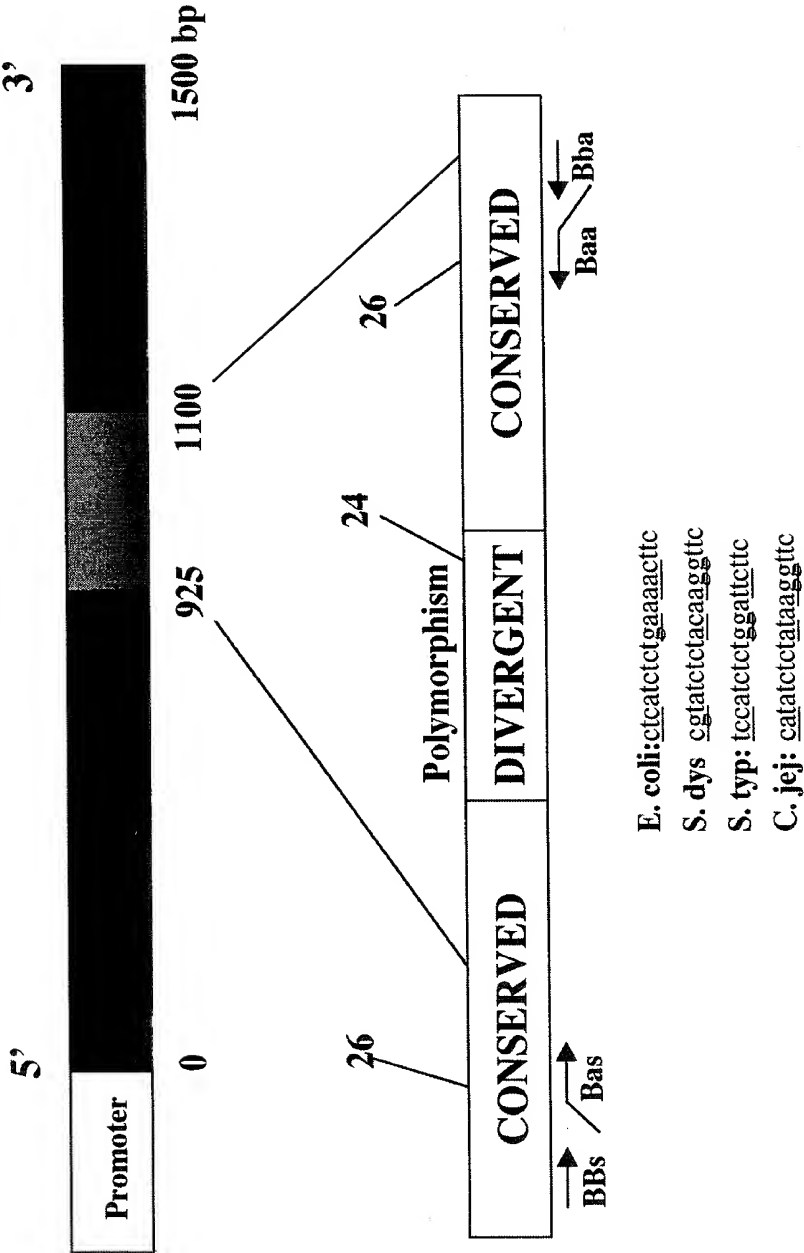 5’ 3’
Promoter
0 925 1100 1500 bp
26 Polymorphism 24 26
CONSERVED DIVERGENT CONSERVED
BBs Bas Baa Bba
E. coli:ctcatctctgaaaacttc
S. dys cgtatctctacaaggttc
S. typ: tccatctctggattcttc
C. jej: catatctctataaggttc